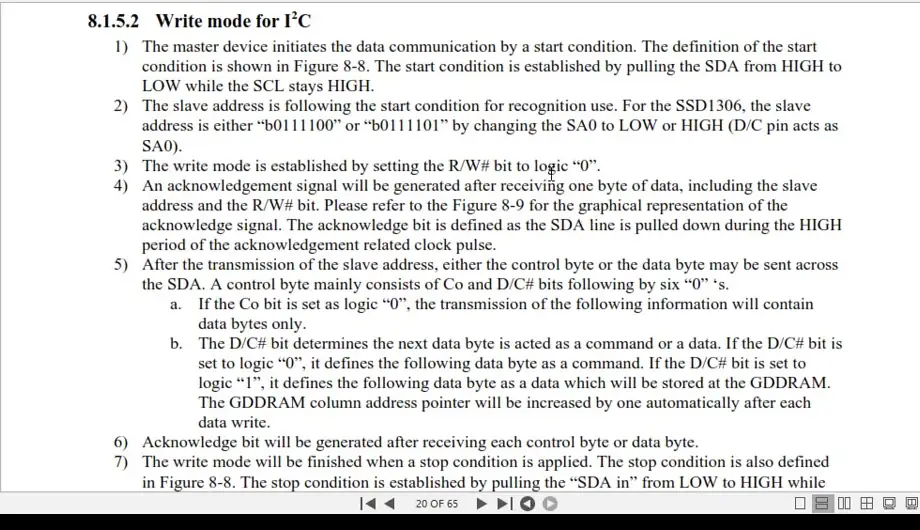 8.1.5.2 Write mode for I²C
1) The master device initiates the data communication by a start condition. The definition of the start
condition is shown in Figure 8-8. The start condition is established by pulling the SDA from HIGH to
LOW while the SCL stays HIGH.
2) The slave address is following the start condition for recognition use. For the SSD1306, the slave
address is either “b0111100” or “b0111101” by changing the SA0 to LOW or HIGH (D/C pin acts as
SA0).
3) The write mode is established by setting the R/W# bit to logic “0”.
4) An acknowledgement signal will be generated after receiving one byte of data, including the slave
address and the R/W# bit. Please refer to the Figure 8-9 for the graphical representation of the
acknowledge signal. The acknowledge bit is defined as the SDA line is pulled down during the HIGH
period of the acknowledgement related clock pulse.
5) After the transmission of the slave address, either the control byte or the data byte may be sent across
the SDA. A control byte mainly consists of Co and D/C# bits following by six “0” ‘s.
a. If the Co bit is set as logic “0”, the transmission of the following information will contain
data bytes only.
b. The D/C# bit determines the next data byte is acted as a command or a data. If the D/C# bit is
set to logic “0”, it defines the following data byte as a command. If the D/C# bit is set to
logic “1”, it defines the following data byte as a data which will be stored at the GDDRAM.
The GDDRAM column address pointer will be increased by one automatically after each
data write.
6) Acknowledge bit will be generated after receiving each control byte or data byte.
7) The write mode will be finished when a stop condition is applied. The stop condition is also defined
in Figure 8-8. The stop condition is established by pulling the “SDA in” from LOW to HIGH while
20 OF 65